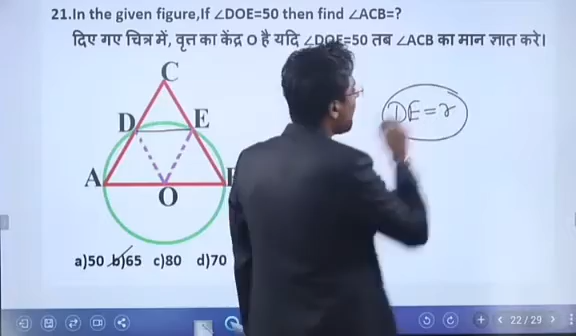 21.In the given figure,If ∠DOE=50 then find ∠ACB=?
दिए गए चित्र में, वृत्त का केंद्र O है यदि ∠DOE=50 तब ∠ACB का मान ज्ञात करे।
C
D E
DE=r
A
O
a)50 b)65 c)80 d)70
22 / 29